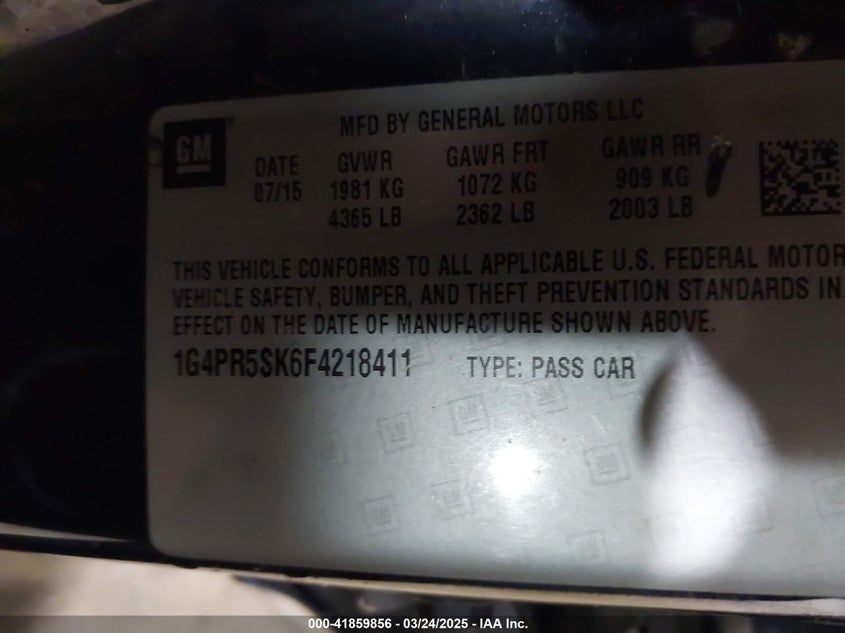 MFD BY GENERAL MOTORS LLC
GM®
DATE GVWR GAWR FRT GAWR RR
07/15 1981 KG 1072 KG 909 KG
4365 LB 2362 LB 2003 LB
THIS VEHICLE CONFORMS TO ALL APPLICABLE U.S. FEDERAL MOTOR
VEHICLE SAFETY, BUMPER, AND THEFT PREVENTION STANDARDS IN
EFFECT ON THE DATE OF MANUFACTURE SHOWN ABOVE.
1G4PR5SK6F4218411 TYPE: PASS CAR
000-41859856 - 03/24/2025 - IAA Inc.